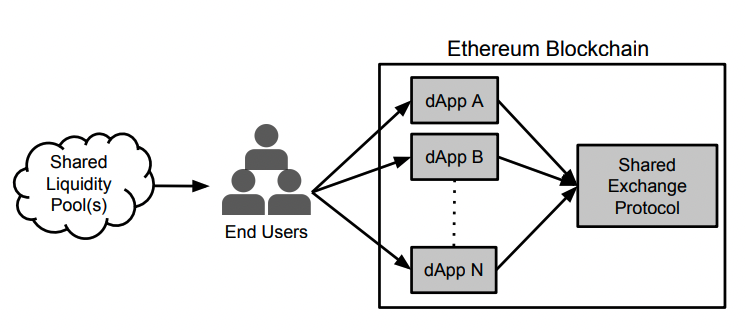 Ethereum Blockchain
Shared
Liquidity
Pool(s)
End Users
dApp A
dApp B
dApp N
Shared
Exchange
Protocol